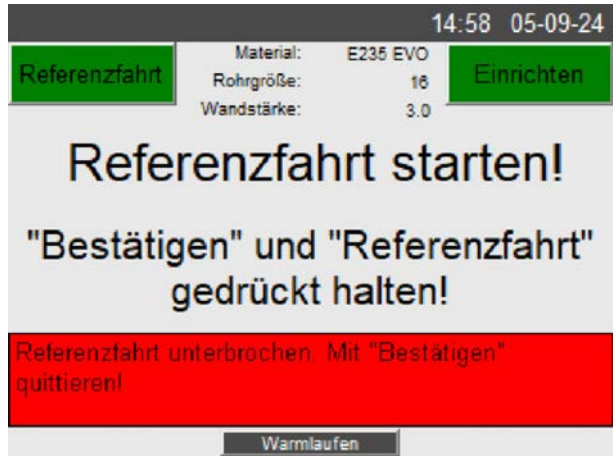 14:58 05-09-24
Referenzfahrt
Material: E235 EVO
Rohrgröße: 16
Wandstärke: 3.0
Einrichten
Referenzfahrt starten!
"Bestätigen" und "Referenzfahrt"
gedrückt halten!
Referenzfahrt unterbrochen. Mit "Bestätigen"
quittieren!
Warmlaufen